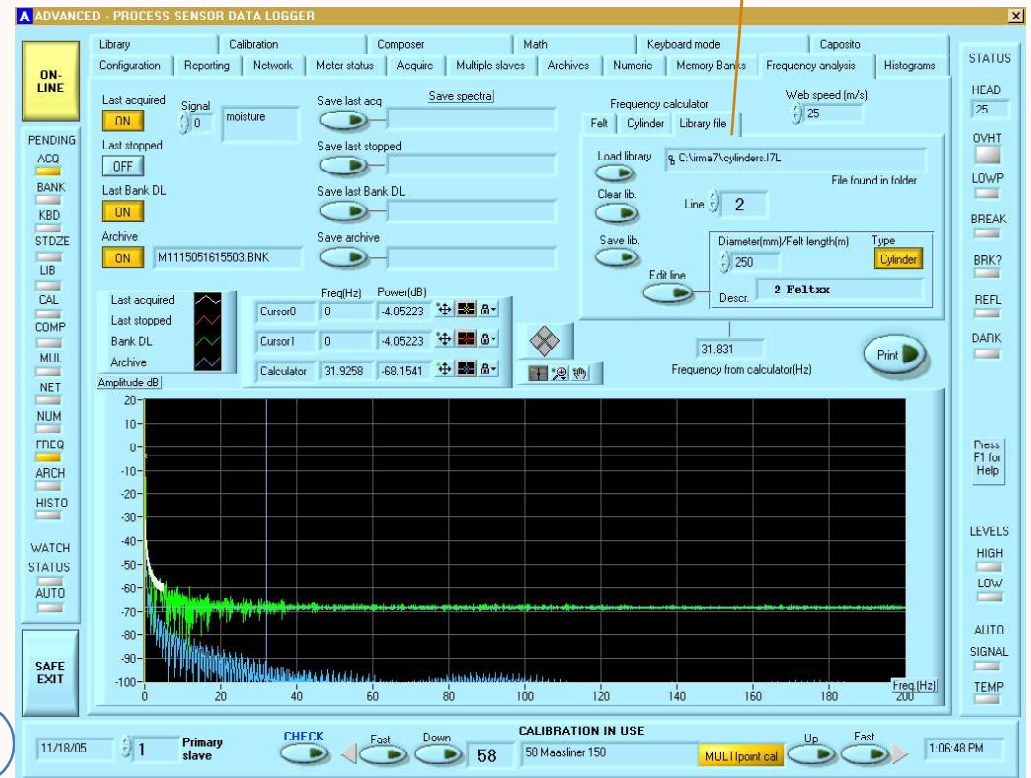 A ADVANCED - PROCESS SENSOR DATA LOGGER
ON-LINE
PENDING
ACQ
BANK
KBD
STDZE
LIB
CAL
COMP
MUL
NET
NUM
FREQ
ARCH
HISTO
WATCH
STATUS
AUTO
SAFE
EXIT
Library Calibration Composer Math Keyboard mode Caposito
Configuration Reporting Network Meter status Acquire Multiple slaves Archives Numeric Memory Banks Frequency analysis Histograms
Last acquired
ON
Signal
0
moisture
Last stopped
OFF
Last Bank DL
ON
Archive
ON
M1115051615503.BNK
Save spectra
Save last acq
Save last stopped
Save last Bank DL
Save archive
Frequency calculator
Web speed (m/s)
25
Felt Cylinder Library file
Load library
C:\irma7\cylinders.I7L
File found in folder
Clear lib.
Line 2
Save lib.
Diameter(mm)/Felt length(m)
250
Type
Cylinder
Edit line
Descr. 2 Feltxx
31.831
Frequency from calculator(Hz)
Print
Last acquired
Last stopped
Bank DL
Archive
Freq(Hz) Power(dB)
Cursor0 0 -4.05223
Cursor1 0 -4.05223
Calculator 31.9258 -68.1541
Amplitude dB
20
10
0
-10
-20
-30
-40
-50
-60
-70
-80
-90
-100
0 20 40 60 80 100 120 140 160 180 200
Freq.(Hz)
STATUS
HEAD
25
OVHT
LOWP
BREAK
BRK?
REFL
DARK
Press
F1 for
Help
LEVELS
HIGH
LOW
AUTO
SIGNAL
TEMP
11/18/05
1 Primary
slave
CHECK
Fast Down
58
CALIBRATION IN USE
50 Maasliner 150
MULTIpoint cal
Up Fast
1:06:48 PM